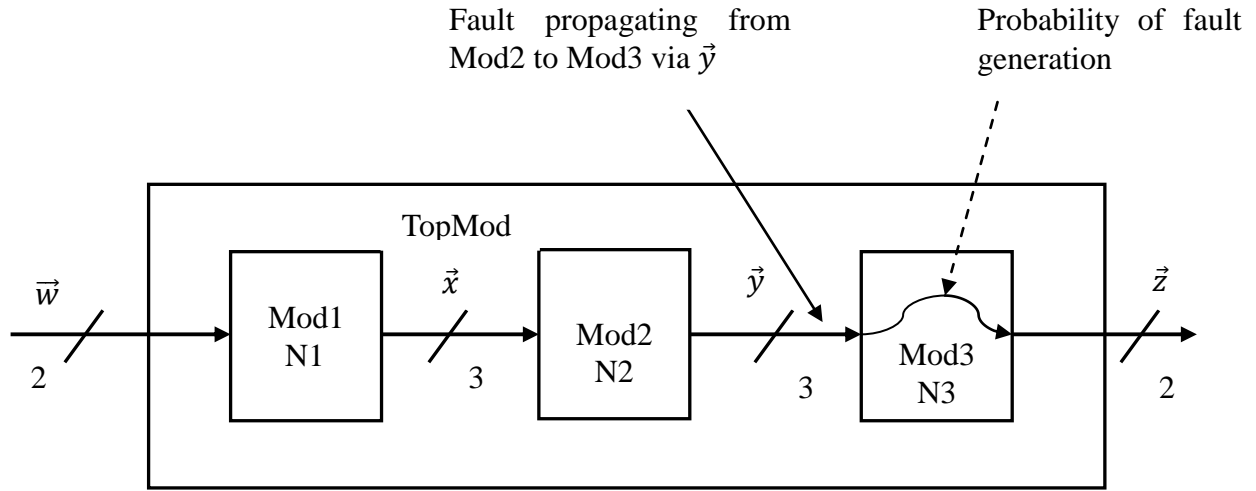 Fault propagating from
Mod2 to Mod3 via y⃗
Probability of fault
generation
TopMod
w⃗
2
Mod1
N1
x⃗
3
Mod2
N2
y⃗
3
Mod3
N3
z⃗
2